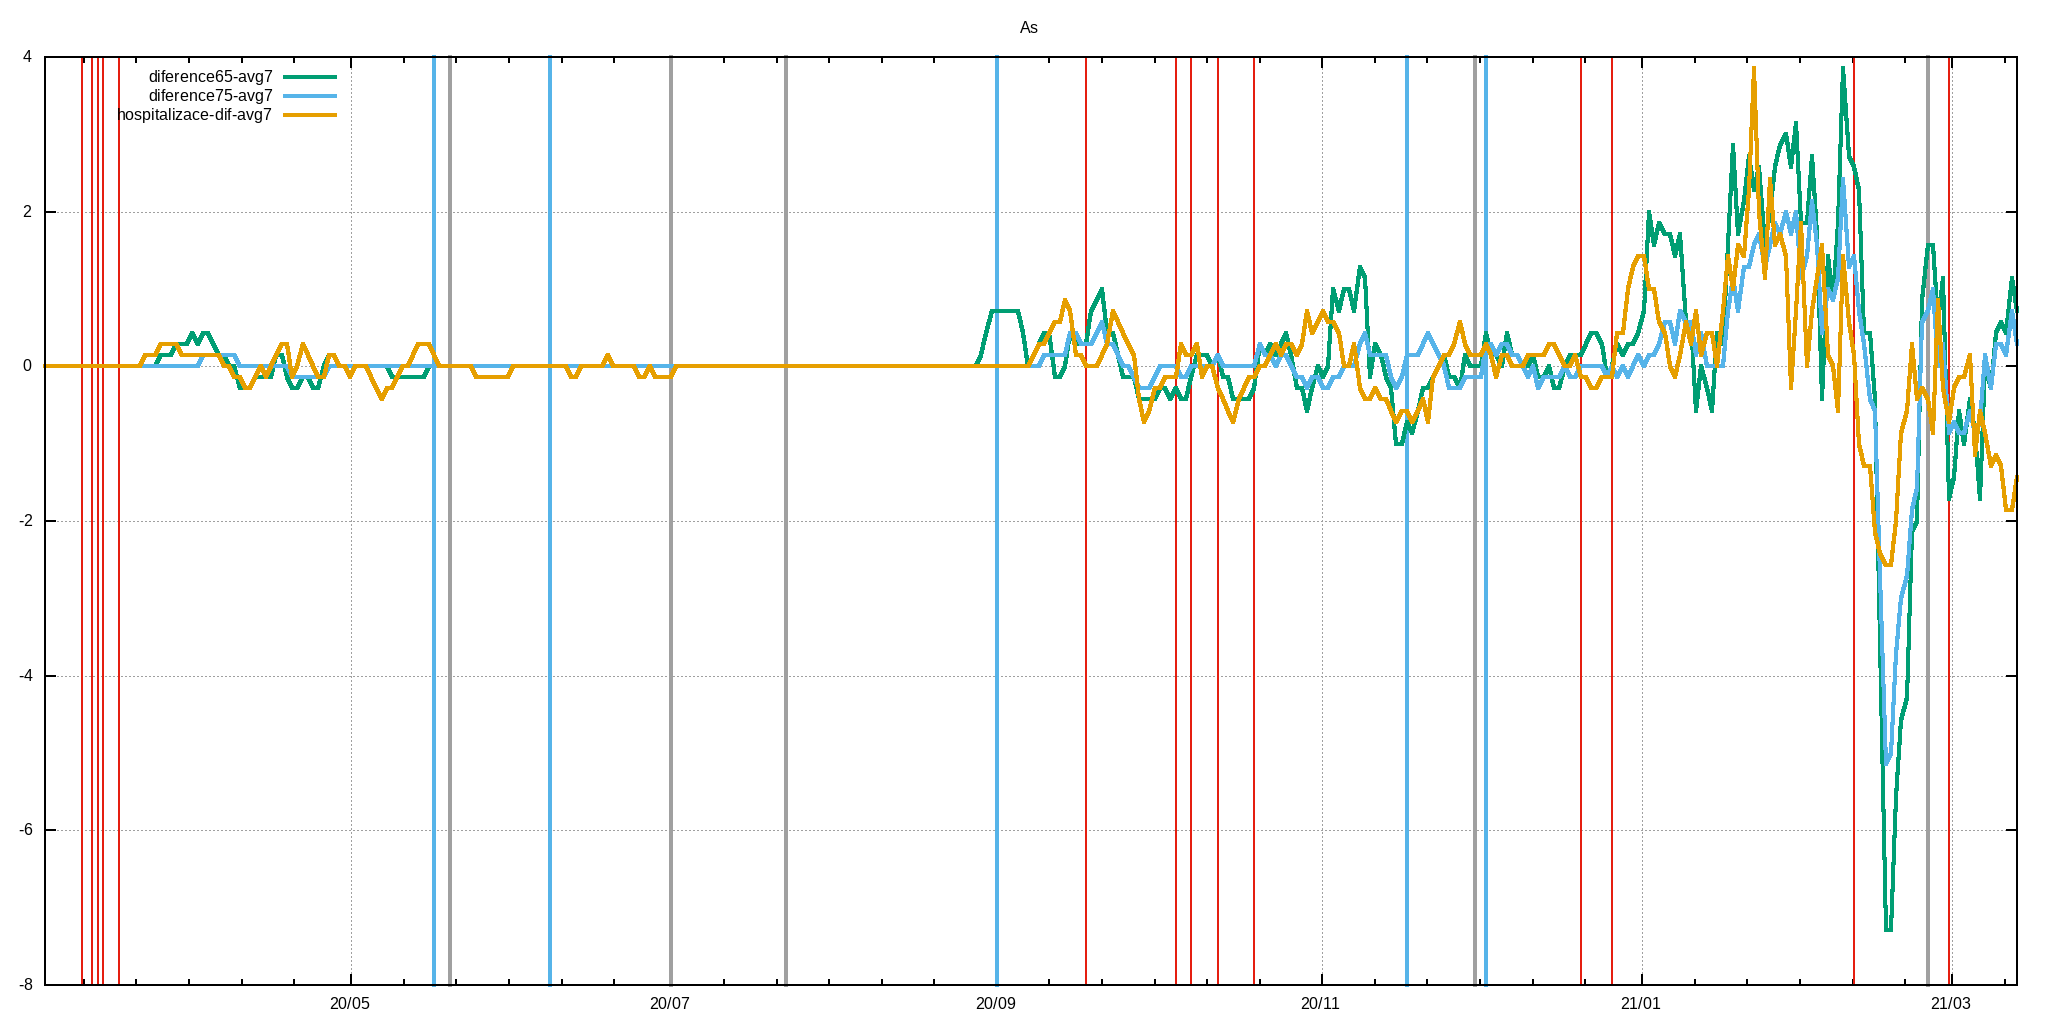 As
4
diference65-avg7
diference75-avg7
hospitalizace-dif-avg7
2
0
-2
-4
-6
-8
20/05 20/07 20/09 20/11 21/01 21/03